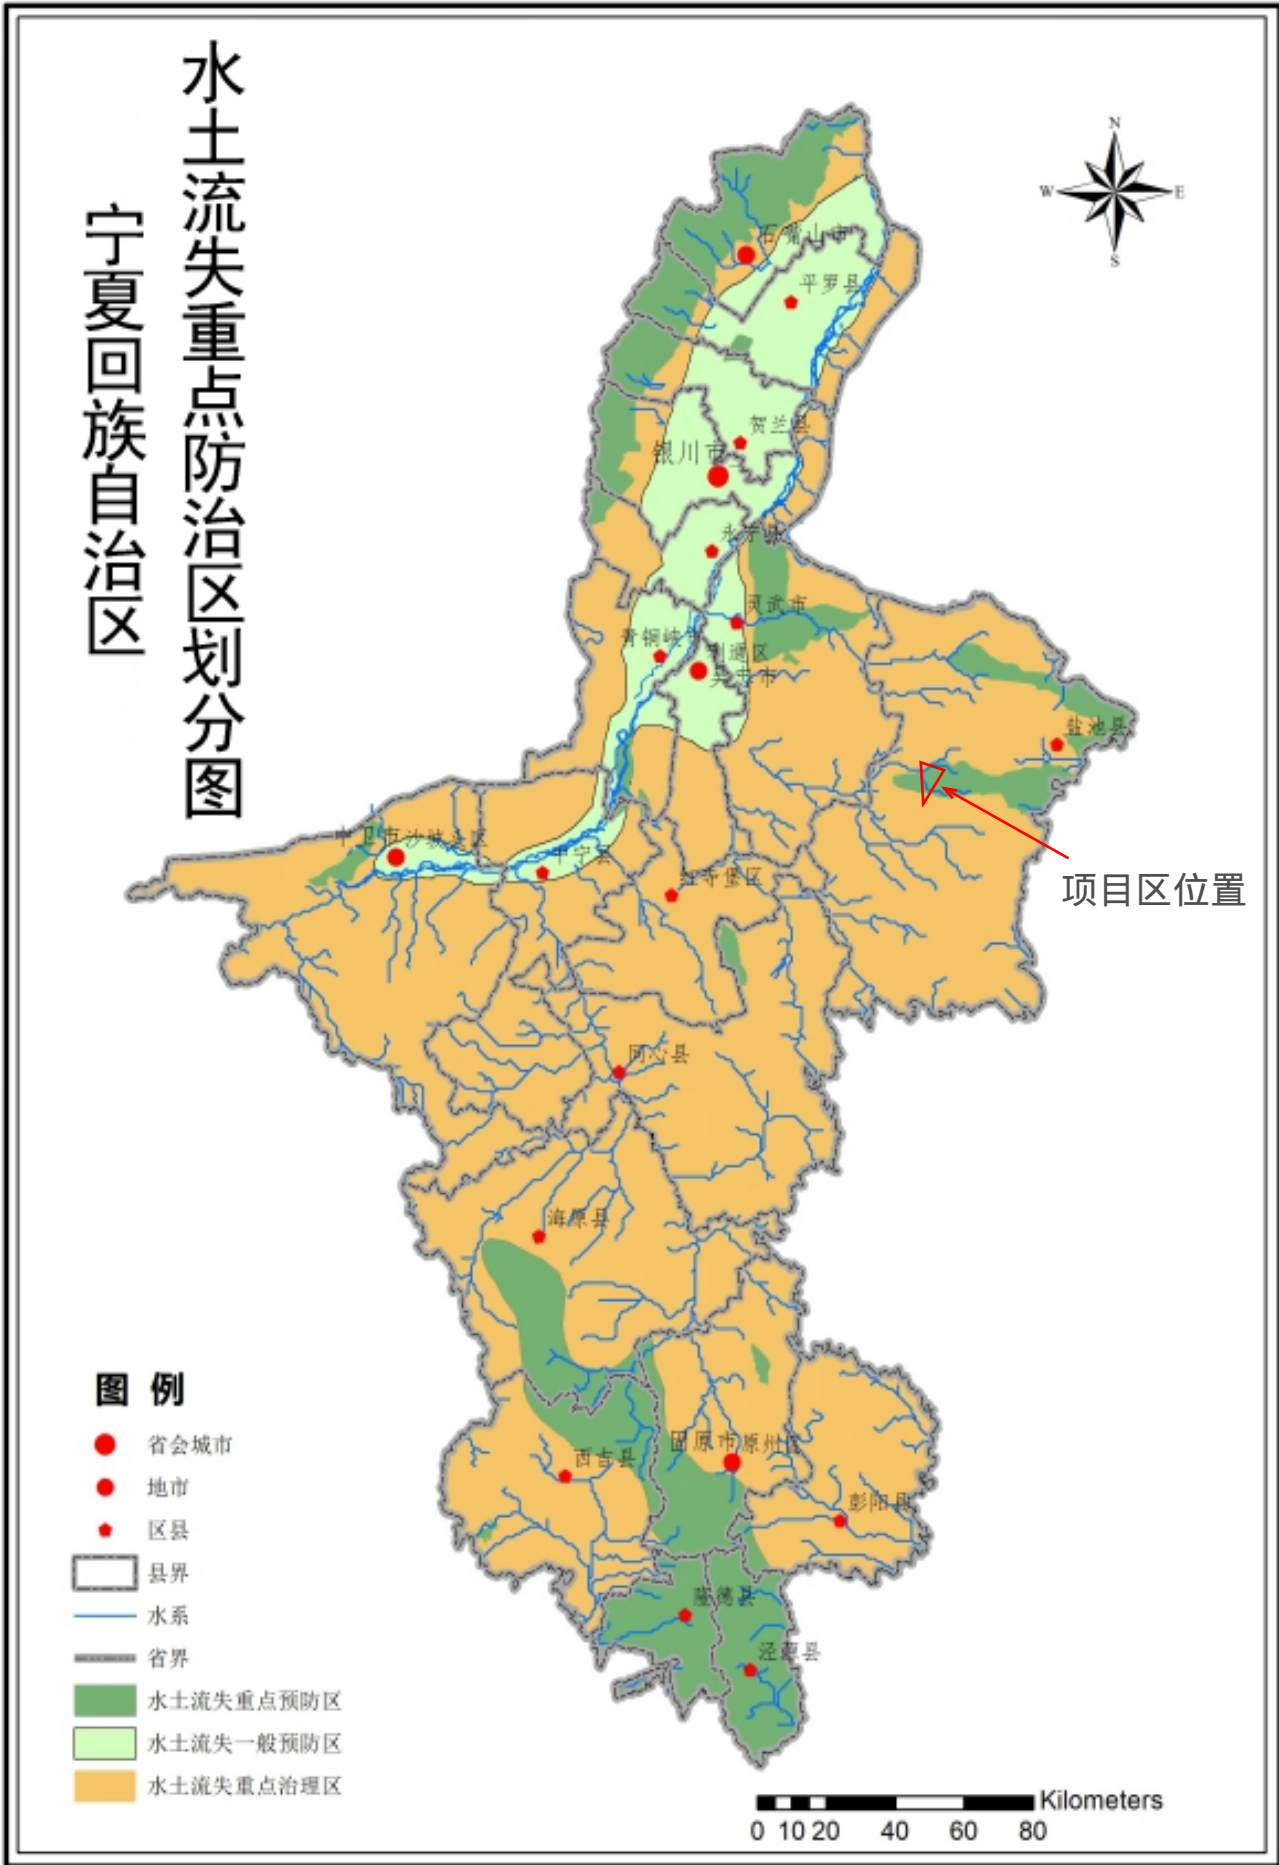 宁夏回族自治区
水土流失重点防治区划分图
N
W
E
S
石嘴山市
平罗县
贺兰县
银川市
永宁县
灵武市
青铜峡市
利通区
吴忠市
盐池县
项目区位置
中卫市
沙坡头区
中宁县
红寺堡区
同心县
海原县
西吉县
固原市
原州区
彭阳县
隆德县
泾源县
图 例
省会城市
地市
区县
县界
水系
省界
水土流失重点预防区
水土流失一般预防区
水土流失重点治理区
Kilometers
0 10 20 40 60 80